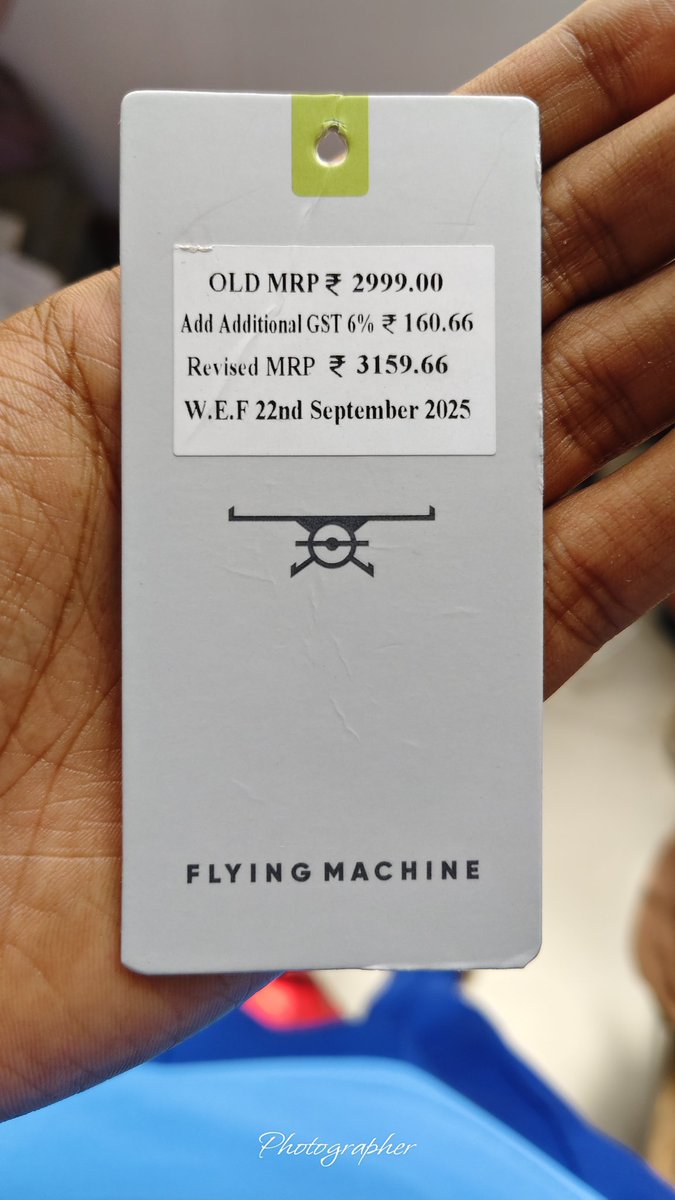 OLD MRP ₹ 2999.00
Add Additional GST 6% ₹ 160.66
Revised MRP ₹ 3159.66
W.E.F 22nd September 2025
FLYING MACHINE
Photographer